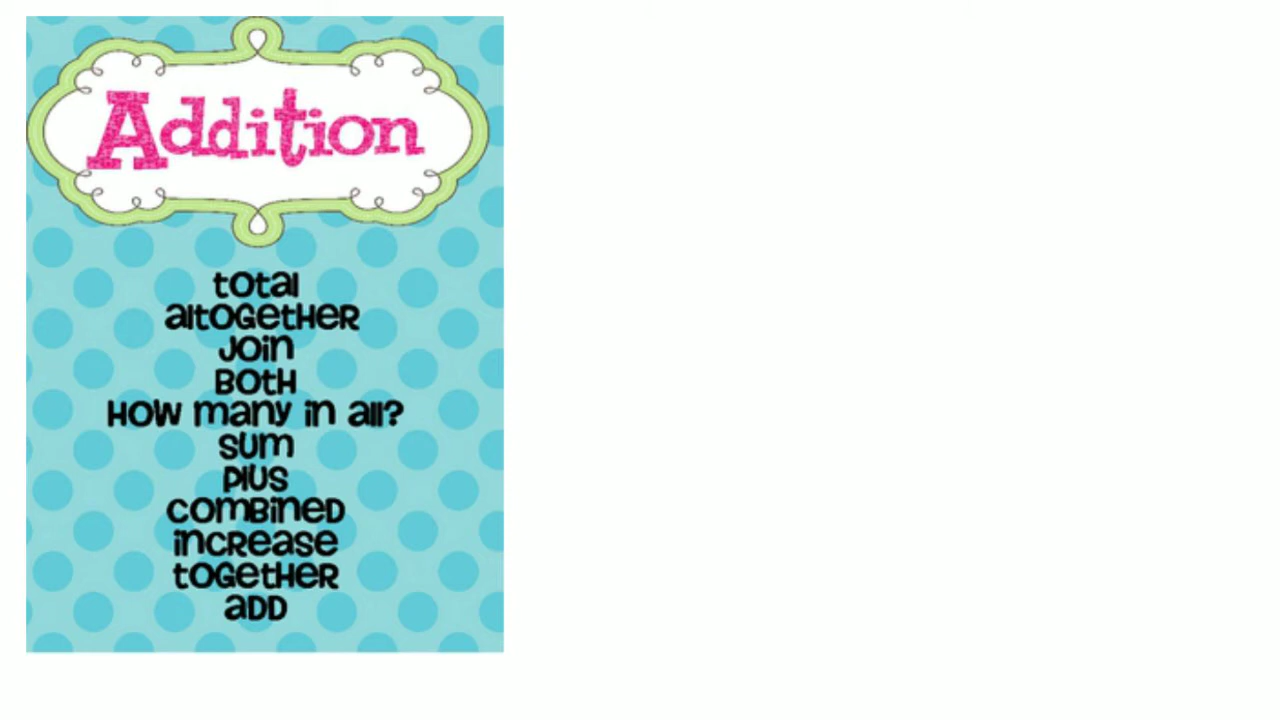 Addition
total
altogether
Join
Both
How many in all?
sum
plus
combined
increase
together
add